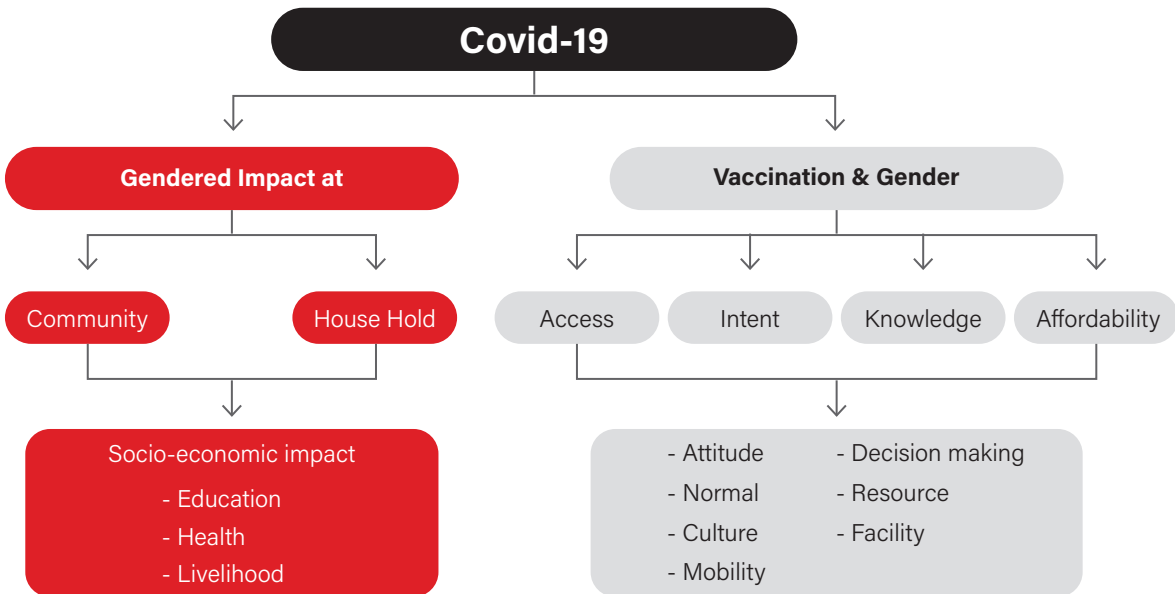 Covid-19
Gendered Impact at
Vaccination & Gender
Community
House Hold
Access
Intent
Knowledge
Affordability
Socio-economic impact
- Education
- Health
- Livelihood
- Attitude
- Normal
- Culture
- Mobility
- Decision making
- Resource
- Facility